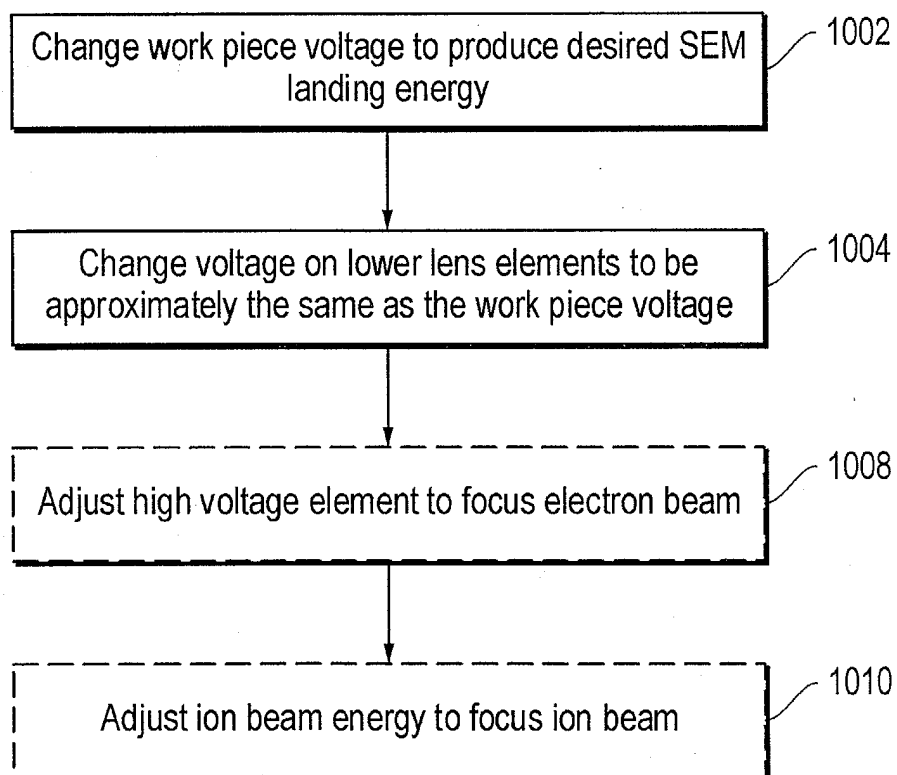 Change work piece voltage to produce desired SEM
landing energy
1002
Change voltage on lower lens elements to be
approximately the same as the work piece voltage
1004
Adjust high voltage element to focus electron beam
1008
Adjust ion beam energy to focus ion beam
1010